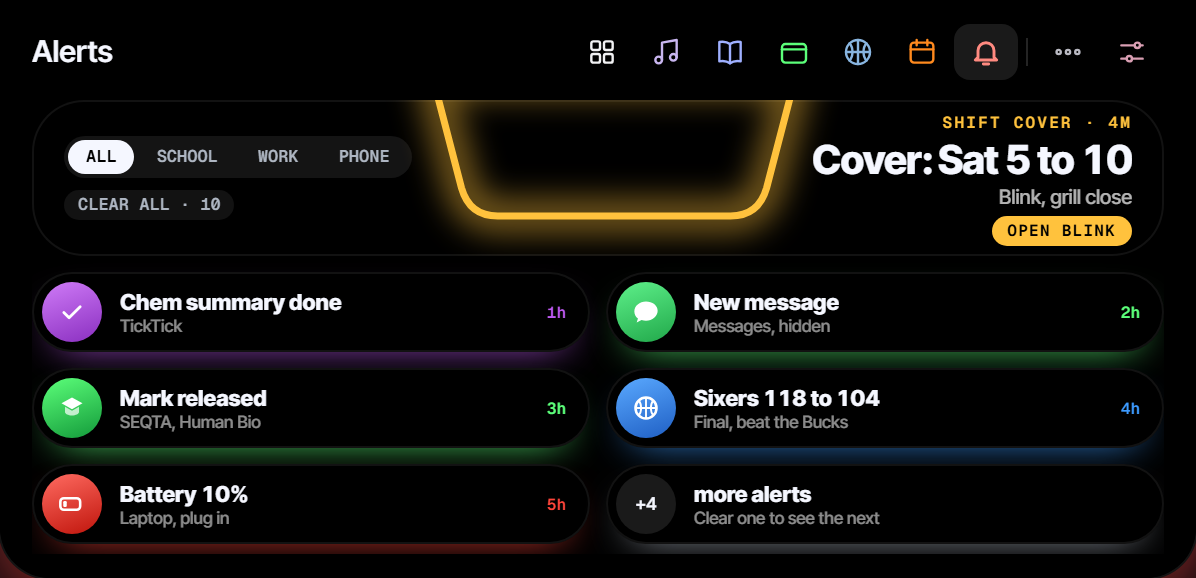 Alerts
ALL SCHOOL WORK PHONE
CLEAR ALL · 10
SHIFT COVER · 4M
Cover: Sat 5 to 10
Blink, grill close
OPEN BLINK
Chem summary done
TickTick
1h
New message
Messages, hidden
2h
Mark released
SEQTA, Human Bio
3h
Sixers 118 to 104
Final, beat the Bucks
4h
Battery 10%
Laptop, plug in
5h
+4
more alerts
Clear one to see the next